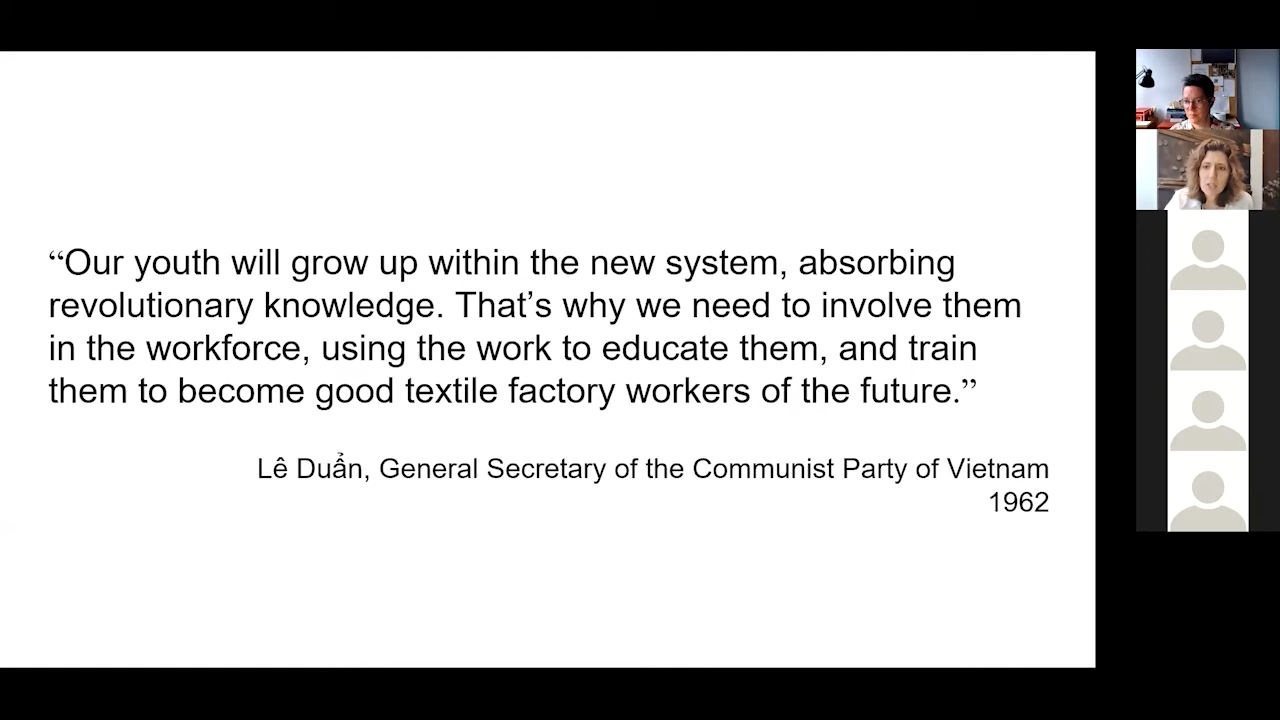 “Our youth will grow up within the new system, absorbing
revolutionary knowledge. That’s why we need to involve them
in the workforce, using the work to educate them, and train
them to become good textile factory workers of the future.”
Lê Duẩn, General Secretary of the Communist Party of Vietnam
1962